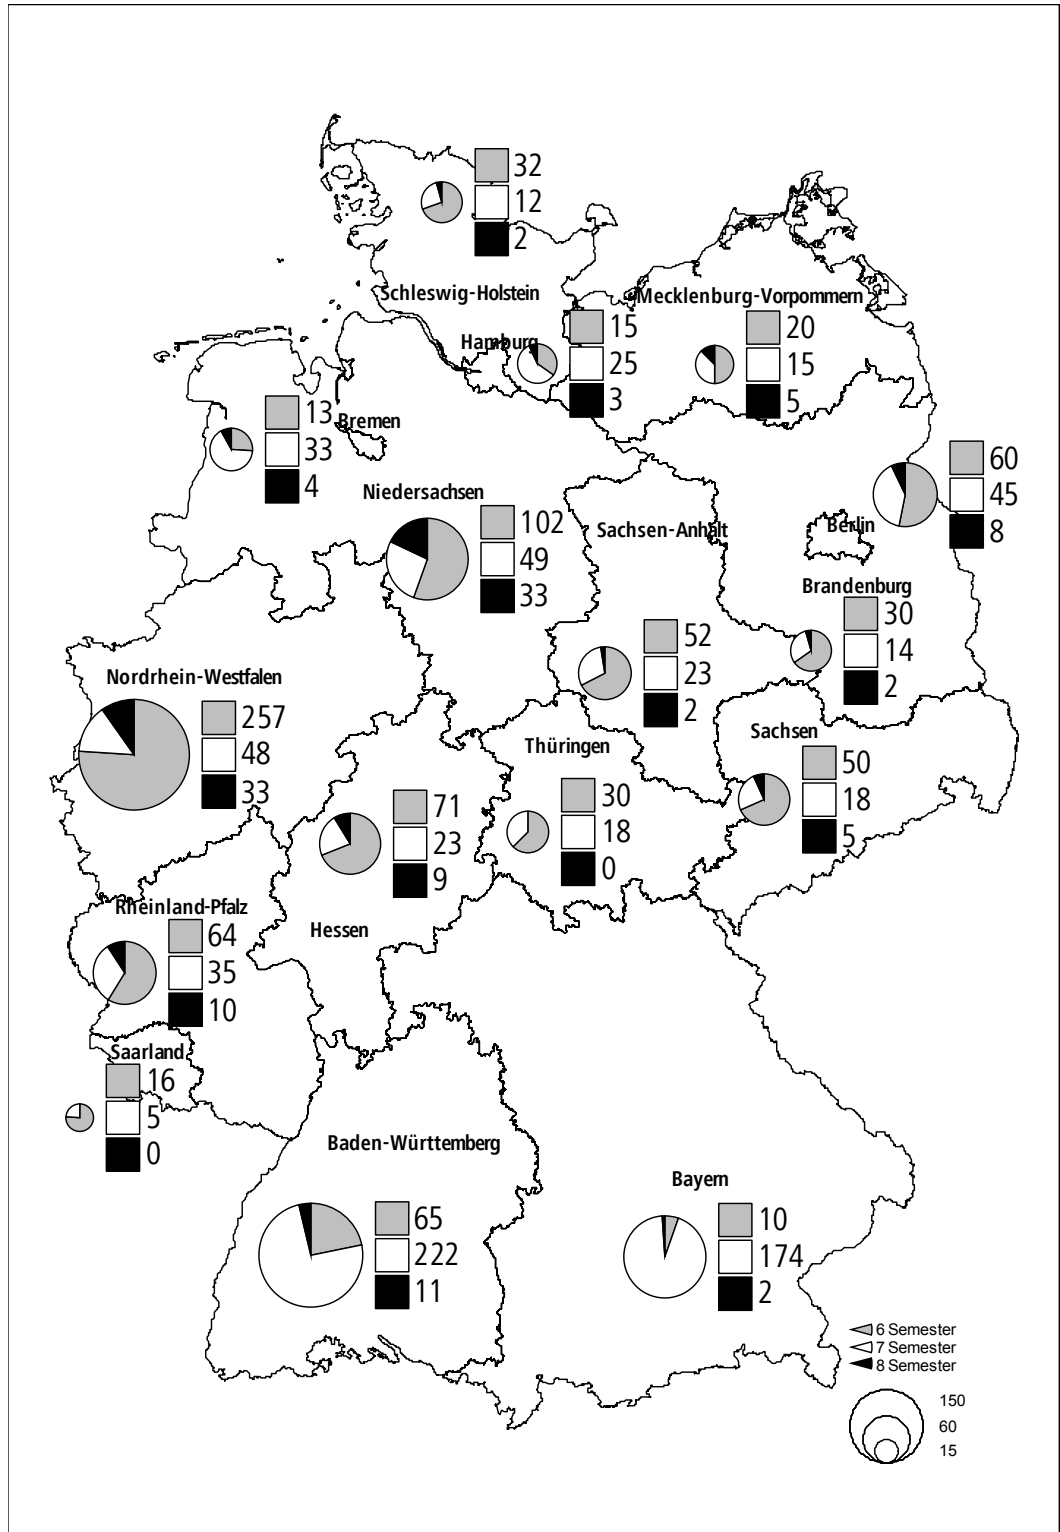 32
12
2
Schleswig-Holstein
Mecklenburg-Vorpommern
Hamburg
15
25
3
20
15
5
13
33
4
Bremen
60
45
8
Berlin
Niedersachsen
102
49
33
Sachsen-Anhalt
52
23
2
Brandenburg
30
14
2
Nordrhein-Westfalen
257
48
33
Thüringen
30
18
0
Sachsen
50
18
5
71
23
9
Hessen
Rheinland-Pfalz
64
35
10
Saarland
16
5
0
Baden-Württemberg
65
222
11
Bayern
10
174
2
6 Semester
7 Semester
8 Semester
150
60
15